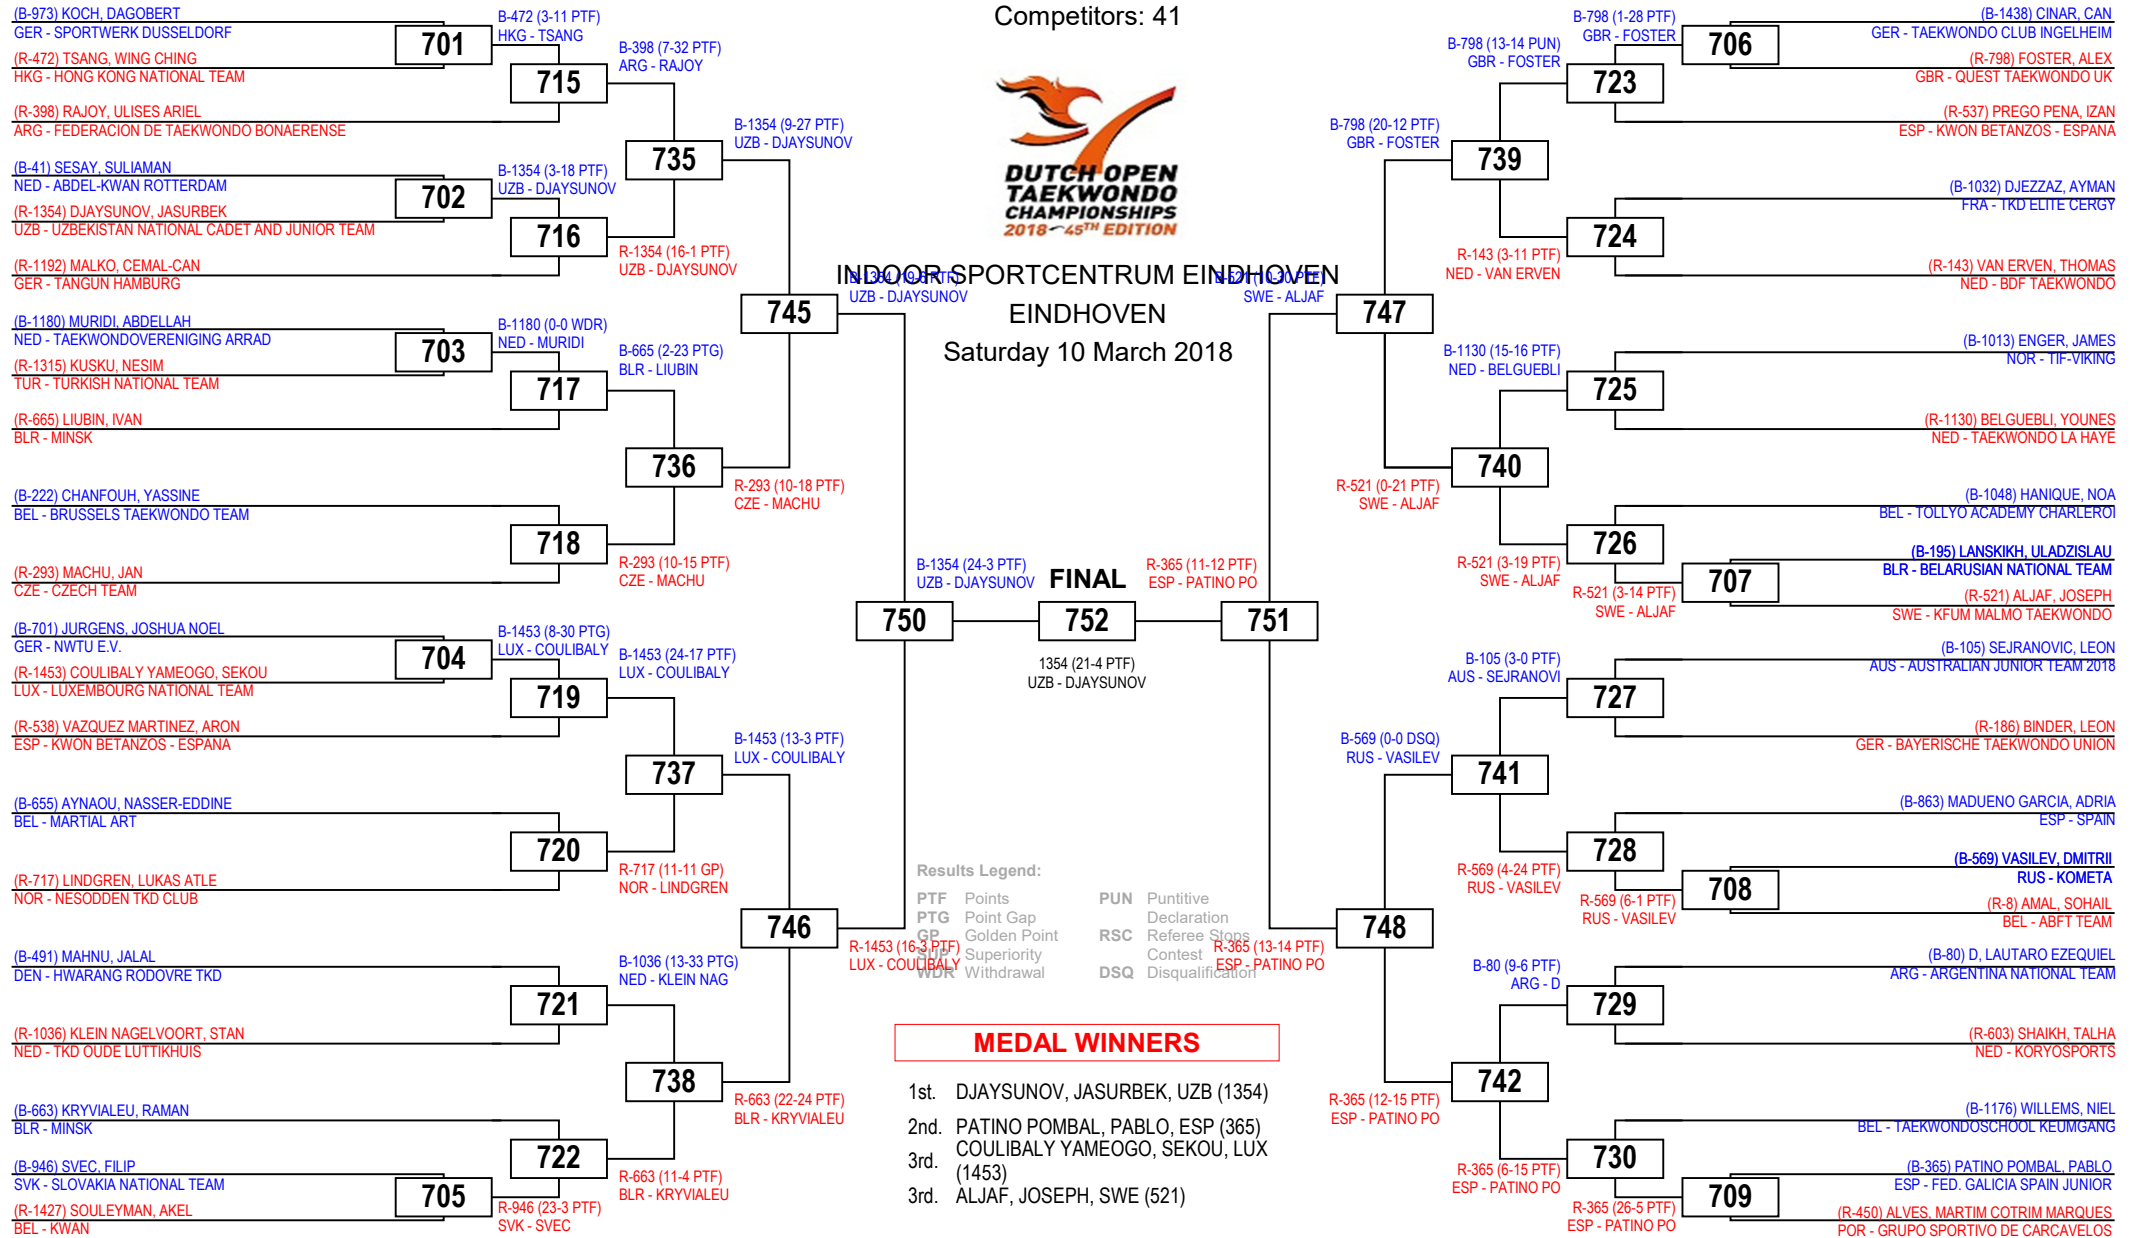 (B-973) KOCH, DAGOBERT
GER - SPORTWERK DUSSELDORF
701
(R-472) TSANG, WING CHING
HKG - HONG KONG NATIONAL TEAM
B-472 (3-11 PTF)
HKG - TSANG
715
(R-398) RAJOY, ULISES ARIEL
ARG - FEDERACION DE TAEKWONDO BONAERENSE
B-398 (7-32 PTF)
ARG - RAJOY
735
(B-41) SESAY, SULIAMAN
NED - ABDEL-KWAN ROTTERDAM
702
(R-1354) DJAYSUNOV, JASURBEK
UZB - UZBEKISTAN NATIONAL CADET AND JUNIOR TEAM
B-1354 (3-18 PTF)
UZB - DJAYSUNOV
716
(R-1192) MALKO, CEMAL-CAN
GER - TANGUN HAMBURG
R-1354 (16-1 PTF)
UZB - DJAYSUNOV
B-1354 (9-27 PTF)
UZB - DJAYSUNOV
745
(B-1180) MURIDI, ABDELLAH
NED - TAEKWONDOVERENIGING ARRAD
703
(R-1315) KUSKU, NESIM
TUR - TURKISH NATIONAL TEAM
B-1180 (0-0 WDR)
NED - MURIDI
717
(R-665) LIUBIN, IVAN
BLR - MINSK
B-665 (2-23 PTG)
BLR - LIUBIN
736
(B-222) CHANFOUH, YASSINE
BEL - BRUSSELS TAEKWONDO TEAM
718
(R-293) MACHU, JAN
CZE - CZECH TEAM
R-293 (10-15 PTF)
CZE - MACHU
R-293 (10-18 PTF)
CZE - MACHU
B-1354 (19-6 PTF)
UZB - DJAYSUNOV
750
(B-701) JURGENS, JOSHUA NOEL
GER - NWTU E.V.
704
(R-1453) COULIBALY YAMEOGO, SEKOU
LUX - LUXEMBOURG NATIONAL TEAM
B-1453 (8-30 PTG)
LUX - COULIBALY
719
(R-538) VAZQUEZ MARTINEZ, ARON
ESP - KWON BETANZOS - ESPANA
B-1453 (24-17 PTF)
LUX - COULIBALY
737
(B-655) AYNAOU, NASSER-EDDINE
BEL - MARTIAL ART
720
(R-717) LINDGREN, LUKAS ATLE
NOR - NESODDEN TKD CLUB
R-717 (11-11 GP)
NOR - LINDGREN
B-1453 (13-3 PTF)
LUX - COULIBALY
746
(B-491) MAHNU, JALAL
DEN - HWARANG RODOVRE TKD
721
(R-1036) KLEIN NAGELVOORT, STAN
NED - TKD OUDE LUTTIKHUIS
B-1036 (13-33 PTG)
NED - KLEIN NAG
738
(B-663) KRYVIALEU, RAMAN
BLR - MINSK
722
(B-946) SVEC, FILIP
SVK - SLOVAKIA NATIONAL TEAM
705
(R-1427) SOULEYMAN, AKEL
BEL - KWAN
R-946 (23-3 PTF)
SVK - SVEC
R-663 (11-4 PTF)
BLR - KRYVIALEU
R-663 (22-24 PTF)
BLR - KRYVIALEU
R-1453 (16-3 PTF)
LUX - COULIBALY
Competitors: 41
DUTCH OPEN
TAEKWONDO
CHAMPIONSHIPS
2018 - 45TH EDITION
INDOOR SPORTCENTRUM EINDHOVEN
EINDHOVEN
Saturday 10 March 2018
B-1354 (24-3 PTF)
UZB - DJAYSUNOV
FINAL
752
1354 (21-4 PTF)
UZB - DJAYSUNOV
R-365 (11-12 PTF)
ESP - PATINO PO
751
Results Legend:
PTF Points
PTG Point Gap
GP Golden Point
SUP Superiority
WDR Withdrawal
PUN Puntitive
Declaration
RSC Referee Stops
Contest
DSQ Disqualification
MEDAL WINNERS
1st. DJAYSUNOV, JASURBEK, UZB (1354)
2nd. PATINO POMBAL, PABLO, ESP (365)
3rd. COULIBALY YAMEOGO, SEKOU, LUX
(1453)
3rd. ALJAF, JOSEPH, SWE (521)
(B-1438) CINAR, CAN
GER - TAEKWONDO CLUB INGELHEIM
706
(R-798) FOSTER, ALEX
GBR - QUEST TAEKWONDO UK
B-798 (1-28 PTF)
GBR - FOSTER
723
(R-537) PREGO PENA, IZAN
ESP - KWON BETANZOS - ESPANA
B-798 (13-14 PUN)
GBR - FOSTER
739
(B-1032) DJEZZAZ, AYMAN
FRA - TKD ELITE CERGY
724
(R-143) VAN ERVEN, THOMAS
NED - BDF TAEKWONDO
R-143 (3-11 PTF)
NED - VAN ERVEN
B-798 (20-12 PTF)
GBR - FOSTER
747
(B-1013) ENGER, JAMES
NOR - TIF-VIKING
725
(R-1130) BELGUEBLI, YOUNES
NED - TAEKWONDO LA HAYE
B-1130 (15-16 PTF)
NED - BELGUEBLI
740
(B-1048) HANIQUE, NOA
BEL - TOLLYO ACADEMY CHARLEROI
726
(B-195) LANSKIKH, ULADZISLAU
BLR - BELARUSIAN NATIONAL TEAM
707
(R-521) ALJAF, JOSEPH
SWE - KFUM MALMO TAEKWONDO
R-521 (3-14 PTF)
SWE - ALJAF
R-521 (3-19 PTF)
SWE - ALJAF
R-521 (0-21 PTF)
SWE - ALJAF
B-521 (10-30 PTF)
SWE - ALJAF
(B-105) SEJRANOVIC, LEON
AUS - AUSTRALIAN JUNIOR TEAM 2018
727
(R-186) BINDER, LEON
GER - BAYERISCHE TAEKWONDO UNION
B-105 (3-0 PTF)
AUS - SEJRANOVI
741
(B-863) MADUENO GARCIA, ADRIA
ESP - SPAIN
728
(B-569) VASILEV, DMITRII
RUS - KOMETA
708
(R-8) AMAL, SOHAIL
BEL - ABFT TEAM
R-569 (6-1 PTF)
RUS - VASILEV
R-569 (4-24 PTF)
RUS - VASILEV
B-569 (0-0 DSQ)
RUS - VASILEV
748
(B-80) D, LAUTARO EZEQUIEL
ARG - ARGENTINA NATIONAL TEAM
729
(R-603) SHAIKH, TALHA
NED - KORYOSPORTS
B-80 (9-6 PTF)
ARG - D
742
(B-1176) WILLEMS, NIEL
BEL - TAEKWONDOSCHOOL KEUMGANG
730
(B-365) PATINO POMBAL, PABLO
ESP - FED. GALICIA SPAIN JUNIOR
709
(R-450) ALVES, MARTIM COTRIM MARQUES
POR - GRUPO SPORTIVO DE CARCAVELOS
R-365 (26-5 PTF)
ESP - PATINO PO
R-365 (6-15 PTF)
ESP - PATINO PO
R-365 (12-15 PTF)
ESP - PATINO PO
R-365 (13-14 PTF)
ESP - PATINO PO